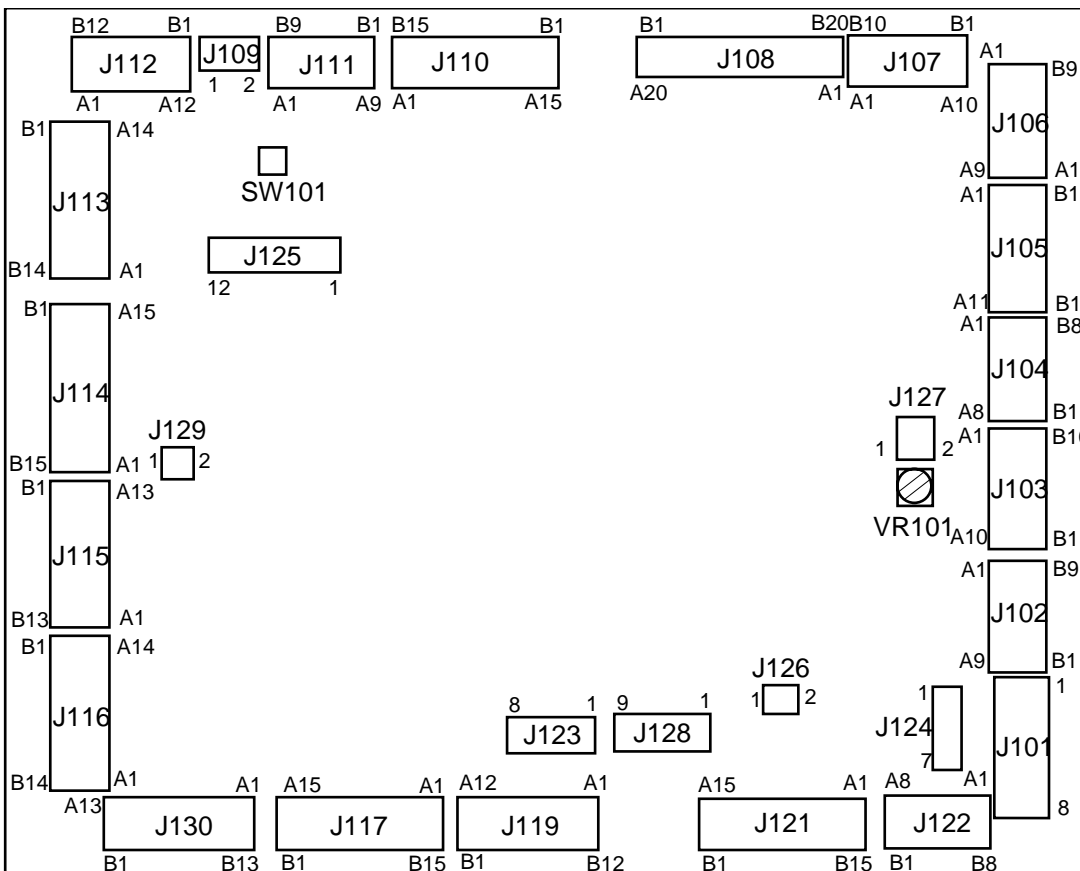 B12 B1 B9 B1 B15 B1 B1 B20 B10 B1
J112 J109 J111 J110 J108 J107
A1 A12 1 2 A1 A9 A1 A15 A20 A1 A1 A10
A1 B9
J106
A9 A1
B1 A14
J113
B14 A1
SW101
J125
12 1
A1 B1
J105
A11 B1
B1 A15
J114
B15 A1
A1 B8
J104
A8 B1
J129
1 2
J127
1 2
VR101
A1 B10
J103
A10 B1
B1 A13
J115
B13 A1
A1 B9
J102
A9 B1
B1 A14
J116
B14 A1
J126
1 2
8 1
J123
9 1
J128
1
J124
7
1
J101
8
A13 A1 A15 A1 A12 A1 A15 A1 A8 A1
J130 J117 J119 J121 J122
B1 B13 B1 B15 B1 B12 B1 B15 B1 B8